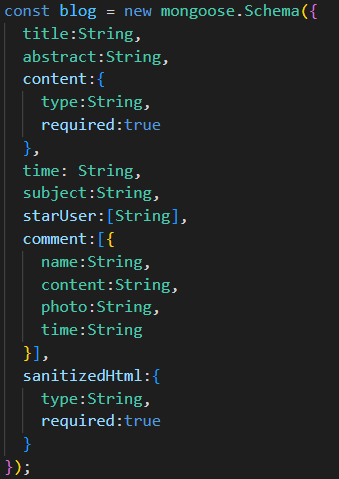 const blog = new mongoose.Schema({
  title:String,
  abstract:String,
  content:{
    type:String,
    required:true
  },
  time: String,
  subject:String,
  starUser:[String],
  comment:[{
    name:String,
    content:String,
    photo:String,
    time:String
  }],
  sanitizedHtml:{
    type:String,
    required:true
  }
});